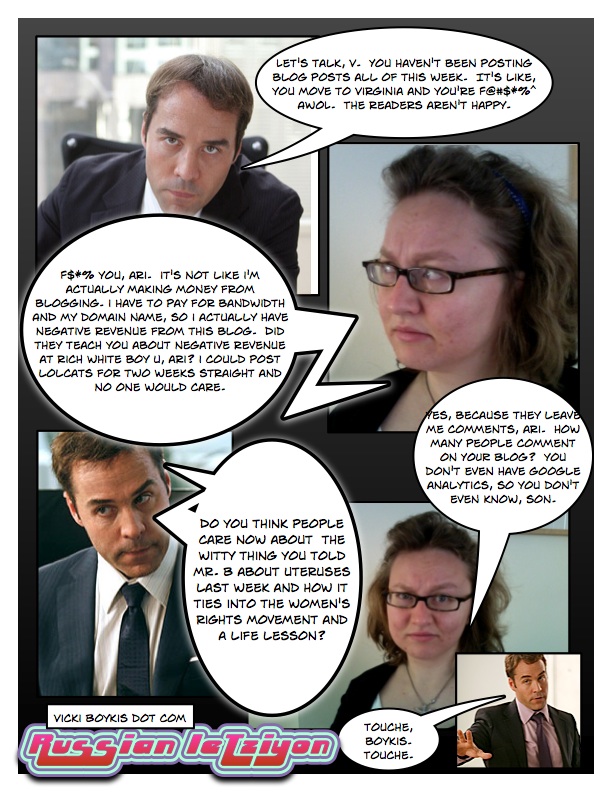 LET'S TALK, V. YOU HAVEN'T BEEN POSTING
BLOG POSTS ALL OF THIS WEEK. IT'S LIKE,
YOU MOVE TO VIRGINIA AND YOU'RE F@#$*%^
AWOL. THE READERS AREN'T HAPPY.
F$*% YOU, ARI. IT'S NOT LIKE I'M
ACTUALLY MAKING MONEY FROM
BLOGGING. I HAVE TO PAY FOR BANDWIDTH
AND MY DOMAIN NAME, SO I ACTUALLY HAVE
NEGATIVE REVENUE FROM THIS BLOG. DID
THEY TEACH YOU ABOUT NEGATIVE REVENUE
AT RICH WHITE BOY U, ARI? I COULD POST
LOLCATS FOR TWO WEEKS STRAIGHT AND
NO ONE WOULD CARE.
DO YOU THINK PEOPLE
CARE NOW ABOUT THE
WITTY THING YOU TOLD
MR. B ABOUT UTERUSES
LAST WEEK AND HOW IT
TIES INTO THE WOMEN'S
RIGHTS MOVEMENT AND
A LIFE LESSON?
YES, BECAUSE THEY LEAVE
ME COMMENTS, ARI. HOW
MANY PEOPLE COMMENT
ON YOUR BLOG? YOU
DON'T EVEN HAVE GOOGLE
ANALYTICS, SO YOU DON'T
EVEN KNOW, SON.
TOUCHE,
BOYKIS.
TOUCHE.
VICKI BOYKIS DOT COM
Russian leTziyon